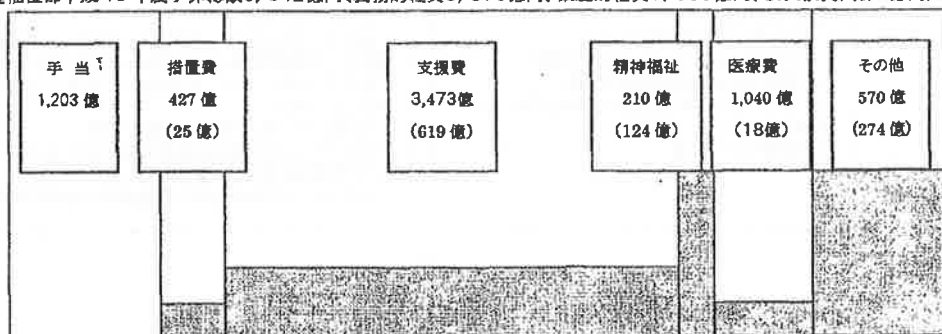 手当
1,203 億
措置費
427 億
(25 億)
支援費
3,473億
(619 億)
精神福祉
210 億
(124 億)
医療費
1,040 億
(18億)
その他
570 億
(274 億)